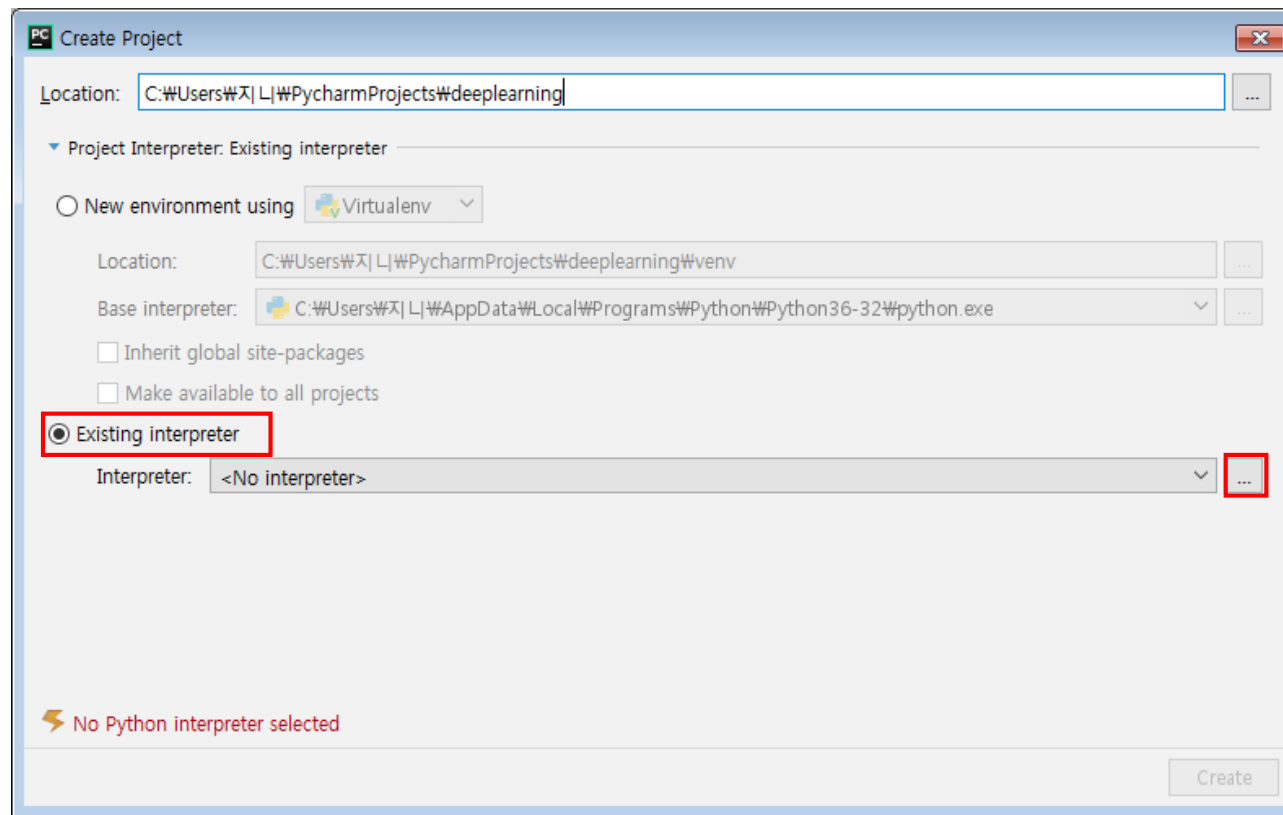 PC Create Project
Location: C:₩Users₩지니₩PycharmProjects₩deeplearning ...
Project Interpreter: Existing interpreter
New environment using Virtualenv
Location: C:₩Users₩지니₩PycharmProjects₩deeplearning₩venv ...
Base interpreter: C:₩Users₩지니₩AppData₩Local₩Programs₩Python₩Python36-32₩python.exe ...
Inherit global site-packages
Make available to all projects
Existing interpreter
Interpreter: <No interpreter> ...
No Python interpreter selected
Create